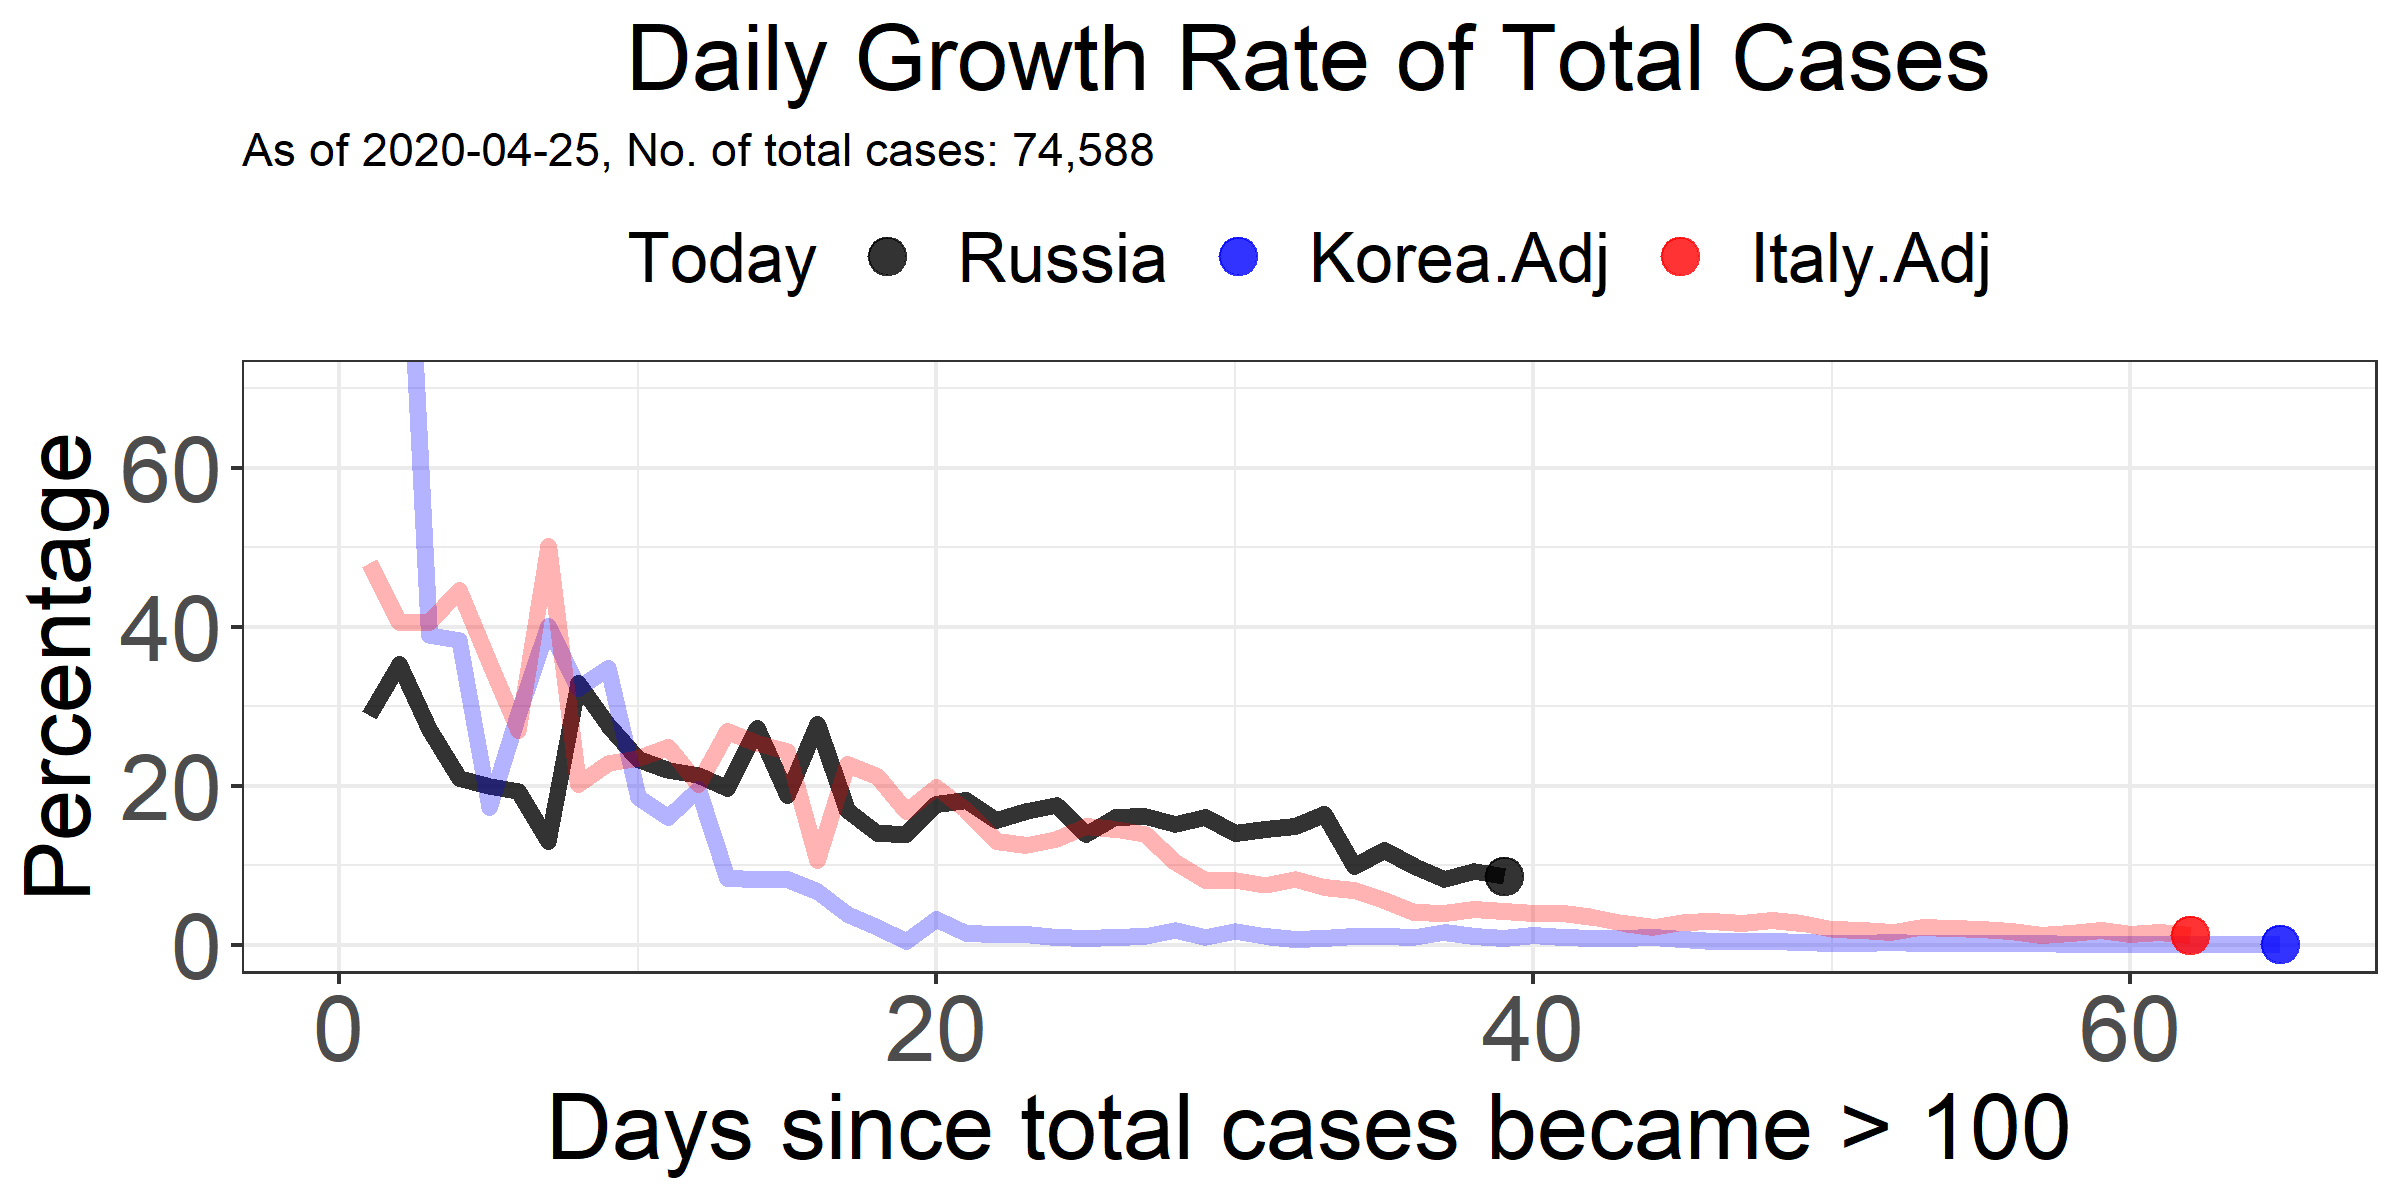 Daily Growth Rate of Total Cases
As of 2020-04-25, No. of total cases: 74,588
Today Russia Korea.Adj Italy.Adj
Percentage
60
40
20
0
0 20 40 60
Days since total cases became > 100